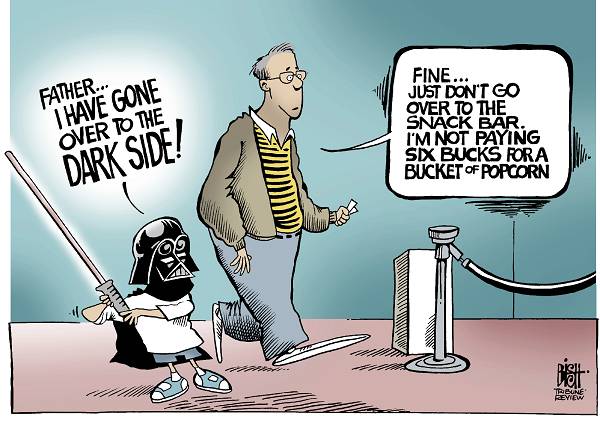 FATHER...
I HAVE GONE
OVER TO THE
DARK SIDE!
FINE...
JUST DON'T GO
OVER TO THE
SNACK BAR.
I'M NOT PAYING
SIX BUCKS FOR A
BUCKET OF POPCORN
BISH.
TRIBUNE
REVIEW